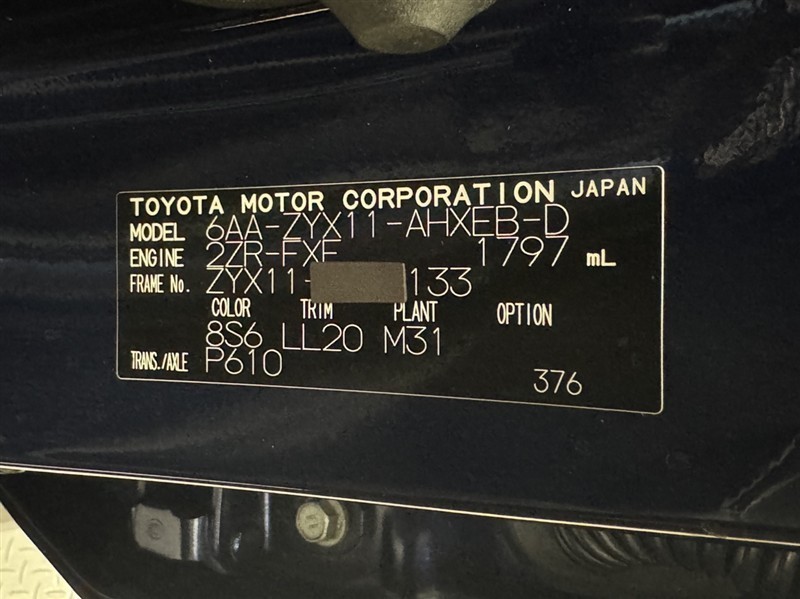 TOYOTA MOTOR CORPORATION JAPAN
MODEL 6AA-ZYX11-AHXEB-D
ENGINE 2ZR-FXE 1797 mL
FRAME No. ZYX11- 133
COLOR TRIM PLANT OPTION
8S6 LL20 M31
TRANS./AXLE P610
376